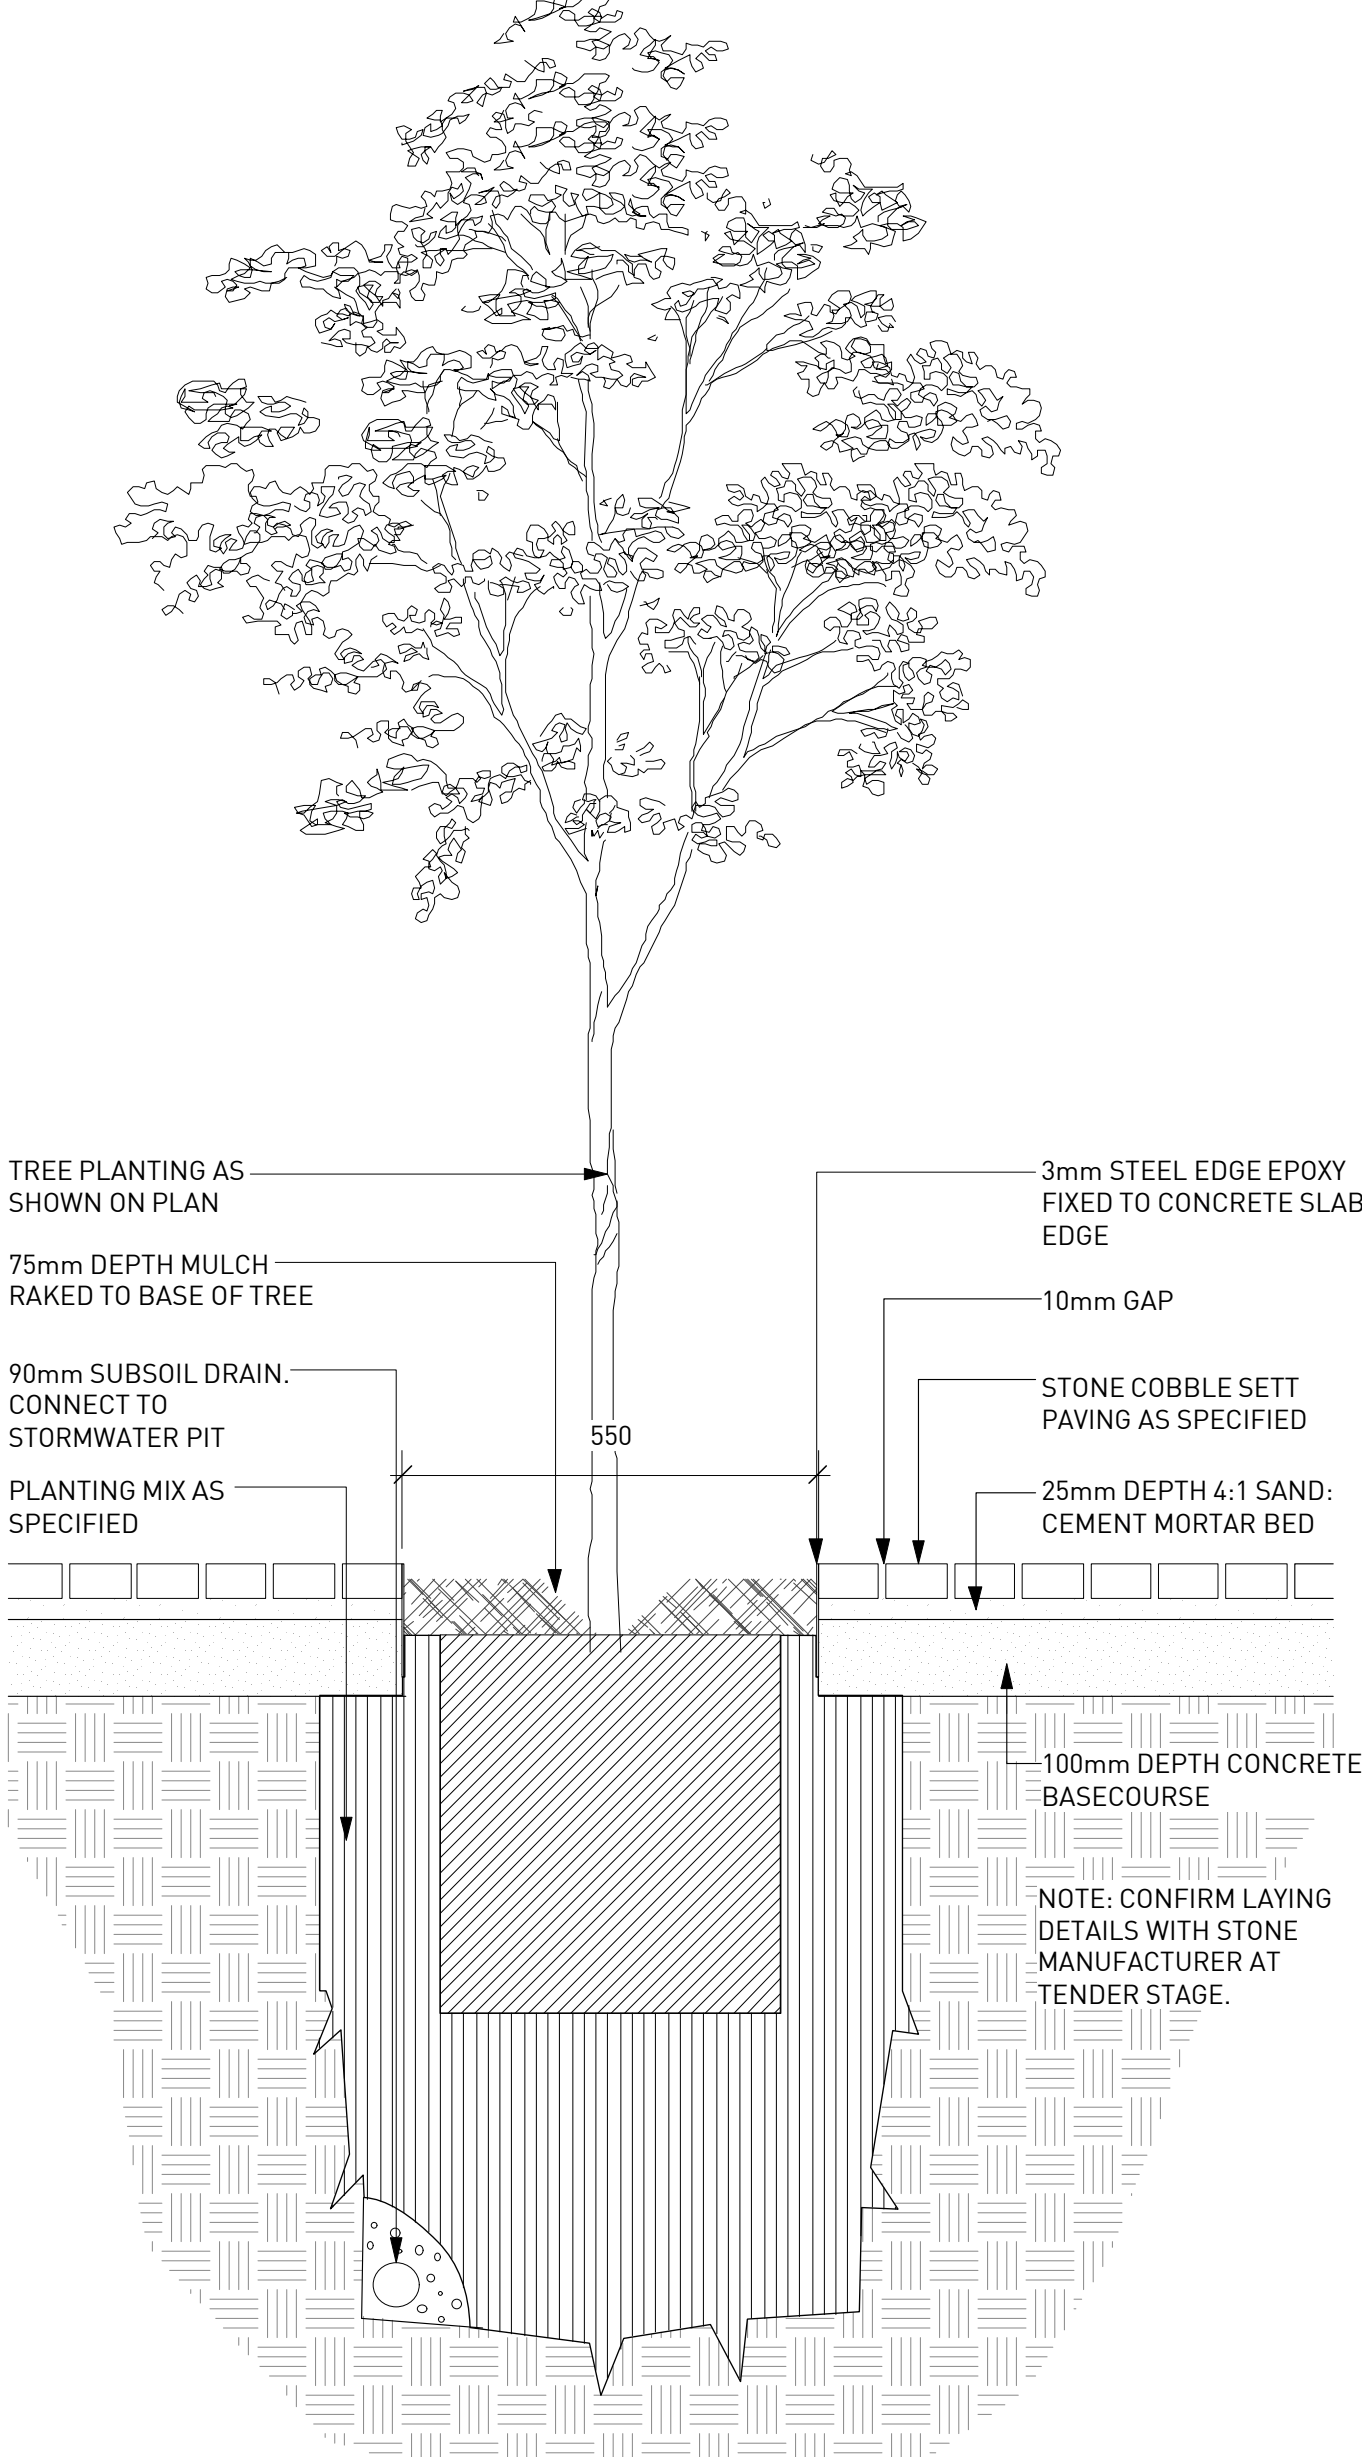 TREE PLANTING AS
SHOWN ON PLAN
75mm DEPTH MULCH
RAKED TO BASE OF TREE
90mm SUBSOIL DRAIN.
CONNECT TO
STORMWATER PIT
PLANTING MIX AS
SPECIFIED
550
3mm STEEL EDGE EPOXY
FIXED TO CONCRETE SLAB
EDGE
10mm GAP
STONE COBBLE SETT
PAVING AS SPECIFIED
25mm DEPTH 4:1 SAND:
CEMENT MORTAR BED
100mm DEPTH CONCRETE
BASECOURSE
NOTE: CONFIRM LAYING
DETAILS WITH STONE
MANUFACTURER AT
TENDER STAGE.